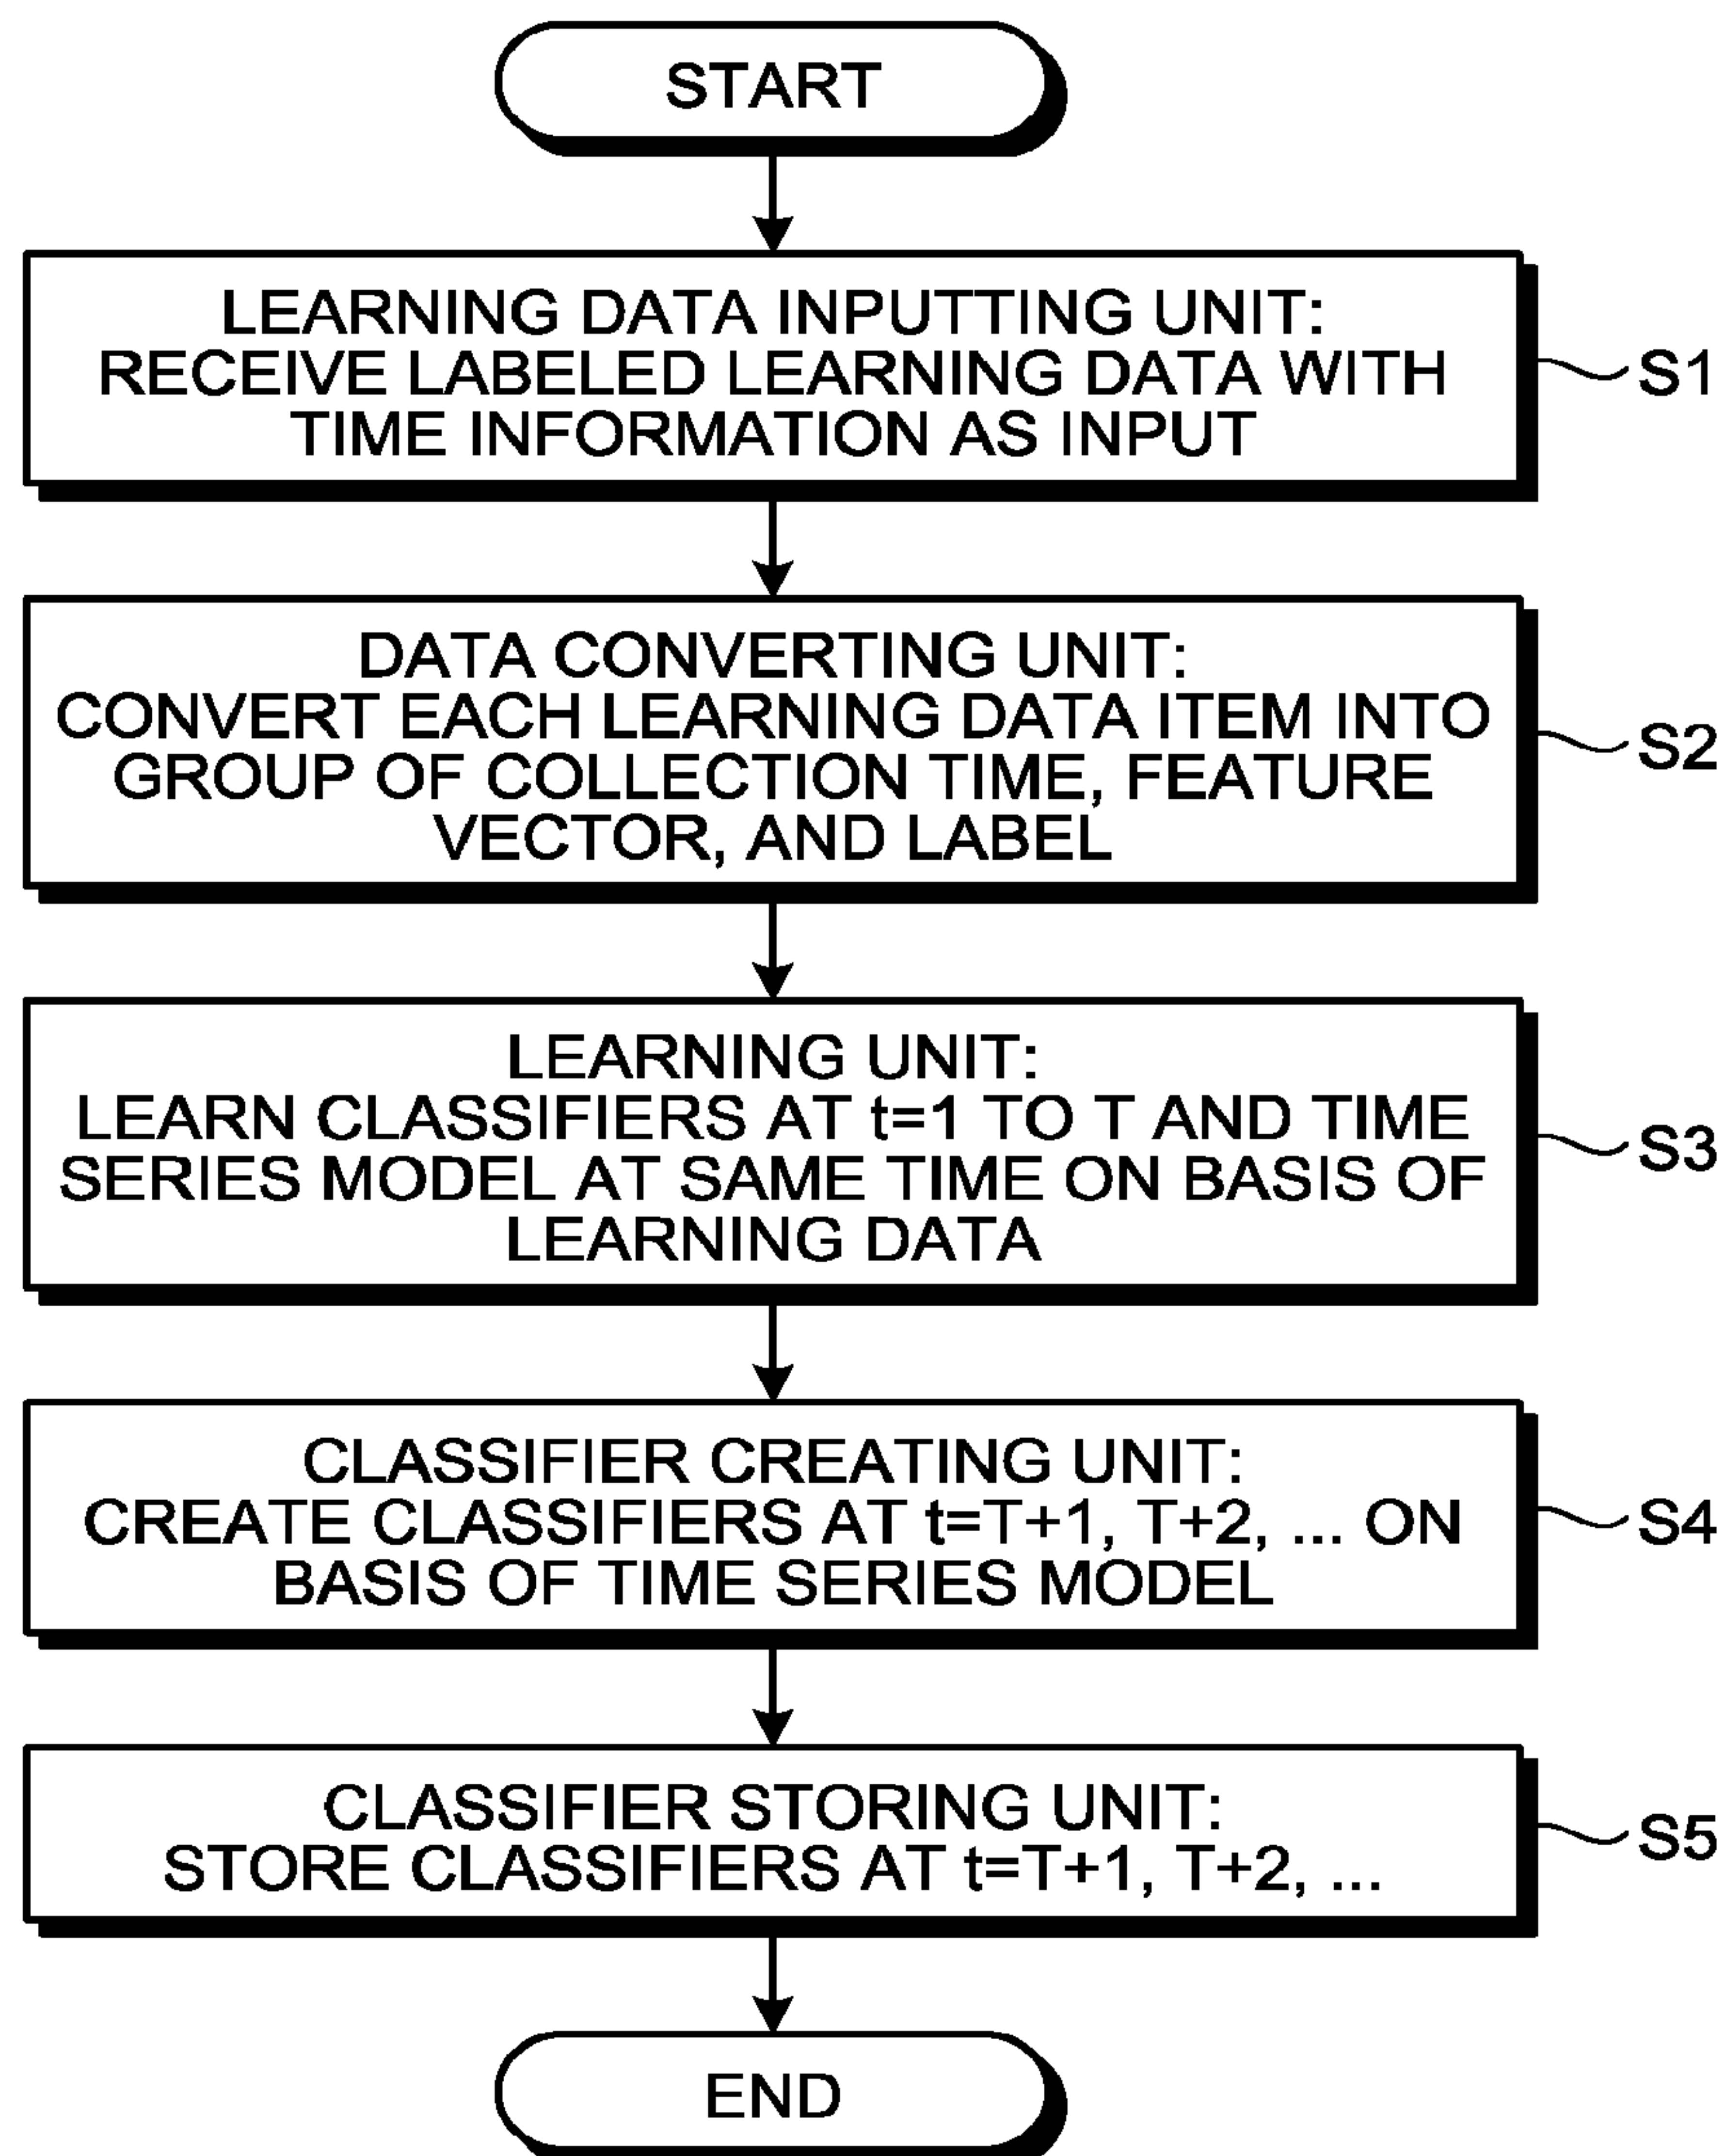 START
LEARNING DATA INPUTTING UNIT:
RECEIVE LABELED LEARNING DATA WITH
TIME INFORMATION AS INPUT
S1
DATA CONVERTING UNIT:
CONVERT EACH LEARNING DATA ITEM INTO
GROUP OF COLLECTION TIME, FEATURE
VECTOR, AND LABEL
S2
LEARNING UNIT:
LEARN CLASSIFIERS AT t=1 TO T AND TIME
SERIES MODEL AT SAME TIME ON BASIS OF
LEARNING DATA
S3
CLASSIFIER CREATING UNIT:
CREATE CLASSIFIERS AT t=T+1, T+2, ... ON
BASIS OF TIME SERIES MODEL
S4
CLASSIFIER STORING UNIT:
STORE CLASSIFIERS AT t=T+1, T+2, ...
S5
END